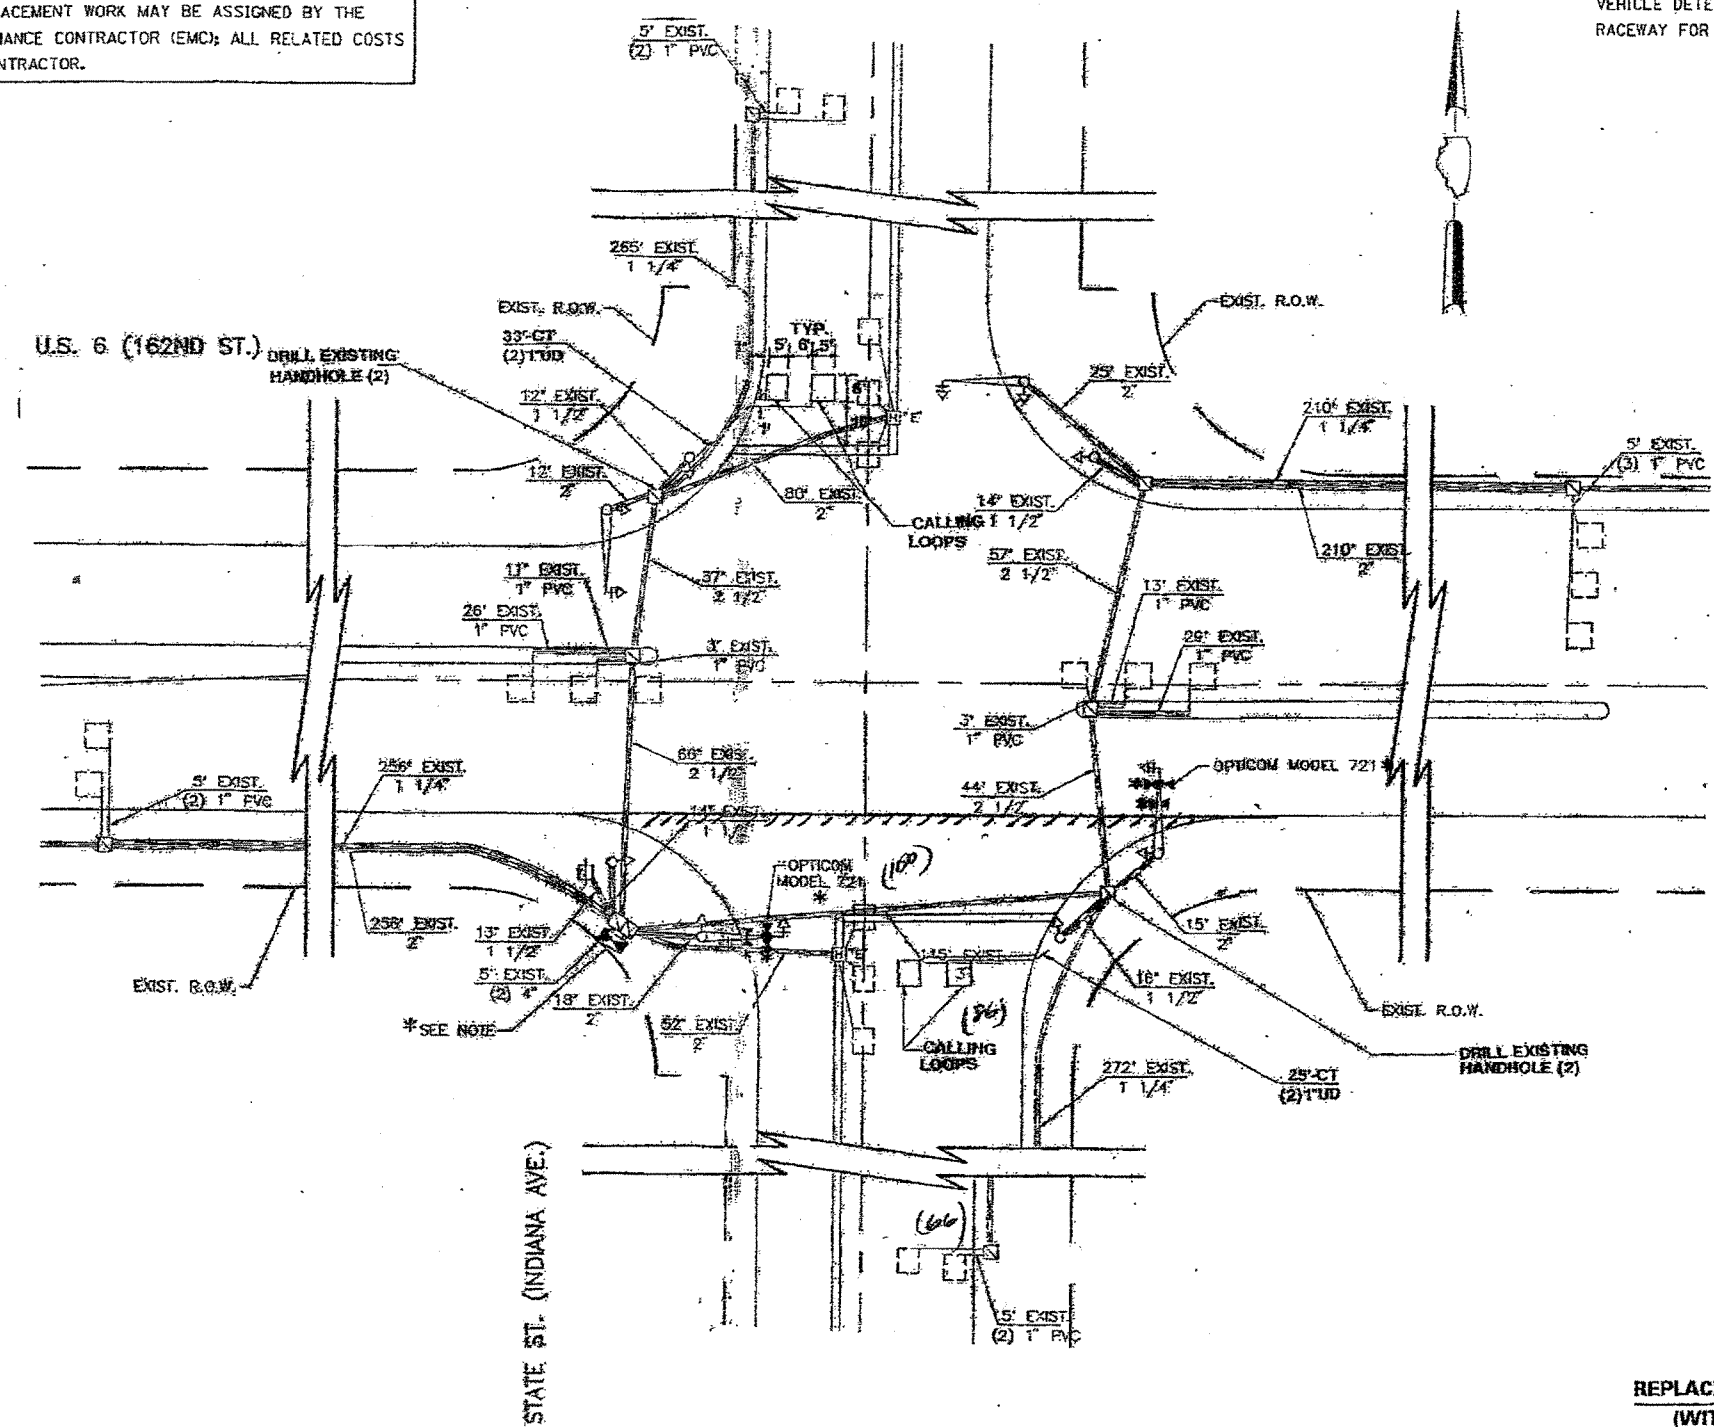 ACEMENT WORK MAY BE ASSIGNED BY THE
IANCE CONTRACTOR (EMC); ALL RELATED COSTS
NTRACTOR.
VEHICLE DETE
RACEWAY FOR
5' EXIST.
(2) 1" PVC
265' EXIST.
1 1/4"
EXIST. R.O.W.
EXIST. R.O.W.
U.S. 6 (162ND ST.)
DRILL EXISTING
HANDHOLE (2)
33'-CT
(2)1"UD
TYP.
5' 6' 5'
12' EXIST.
1 1/2"
25' EXIST.
2"
210' EXIST.
1 1/4"
"E"
5' EXIST.
(3) 1" PVC
12' EXIST.
2"
80' EXIST.
2"
14' EXIST.
1 1/2"
CALLING
LOOPS
210' EXIST.
2"
57' EXIST.
2 1/2"
11" EXIST.
1" PVC
37' EXIST.
2 1/2"
13' EXIST.
1" PVC
26' EXIST.
1" PVC
3' EXIST.
1" PVC
29' EXIST.
1" PVC
3' EXIST.
1" PVC
66' EXIST.
2 1/2"
256' EXIST.
1 1/4"
5' EXIST.
(2) 1" PVC
OPTICOM MODEL 721
44' EXIST.
2 1/2"
14' EXIST.
1 1/2"
OPTICOM
MODEL 721
*
(100)
256' EXIST.
2"
13' EXIST.
1 1/2"
15' EXIST.
2"
"E"
115' EXIST.
3"
5' EXIST.
(2) 4"
18' EXIST.
2"
16' EXIST.
1 1/2"
EXIST. R.O.W.
*SEE NOTE
52' EXIST.
2"
(86)
CALLING
LOOPS
EXIST. R.O.W.
DRILL EXISTING
HANDHOLE (2)
272' EXIST.
1 1/4"
25'-CT
(2)1"UD
STATE ST. (INDIANA AVE.)
(66)
5' EXIST.
(2) 1" PVC
REPLAC
(WIT